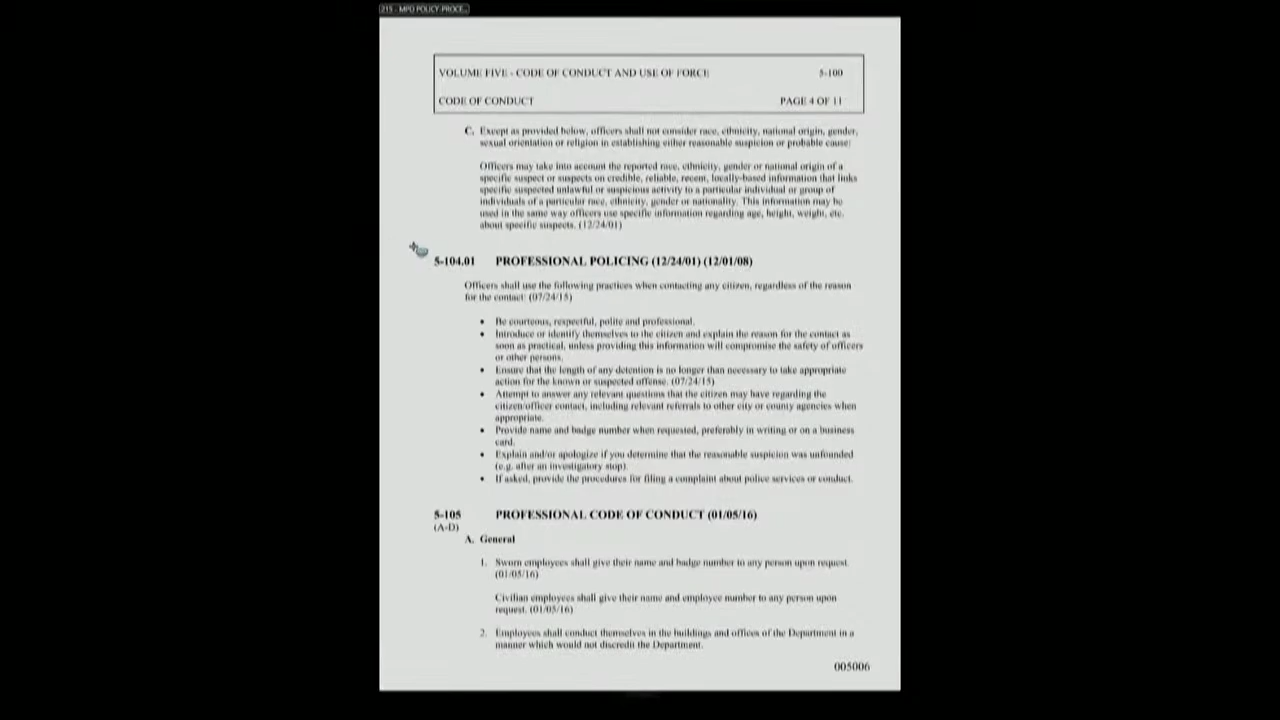 215 - MPD POLICY-PROCE...
VOLUME FIVE - CODE OF CONDUCT AND USE OF FORCE 5-100
CODE OF CONDUCT PAGE 4 OF 11
C. Except as provided below, officers shall not consider race, ethnicity, national origin, gender,
sexual orientation or religion in establishing either reasonable suspicion or probable cause:
Officers may take into account the reported race, ethnicity, gender or national origin of a
specific suspect or suspects on credible, reliable, recent, locally-based information that links
specific suspected unlawful or suspicious activity to a particular individual or group of
individuals of a particular race, ethnicity, gender or nationality. This information may be
used in the same way officers use specific information regarding age, height, weight, etc.
about specific suspects. (12/24/01)
5-104.01 PROFESSIONAL POLICING (12/24/01) (12/01/08)
Officers shall use the following practices when contacting any citizen, regardless of the reason
for the contact: (07/24/15)
• Be courteous, respectful, polite and professional.
• Introduce or identify themselves to the citizen and explain the reason for the contact as
soon as practical, unless providing this information will compromise the safety of officers
or other persons.
• Ensure that the length of any detention is no longer than necessary to take appropriate
action for the known or suspected offense. (07/24/15)
• Attempt to answer any relevant questions that the citizen may have regarding the
citizen/officer contact, including relevant referrals to other city or county agencies when
appropriate.
• Provide name and badge number when requested, preferably in writing or on a business
card.
• Explain and/or apologize if you determine that the reasonable suspicion was unfounded
(e.g. after an investigatory stop).
• If asked, provide the procedures for filing a complaint about police services or conduct.
5-105 PROFESSIONAL CODE OF CONDUCT (01/05/16)
(A-D)
A. General
1. Sworn employees shall give their name and badge number to any person upon request.
(01/05/16)
Civilian employees shall give their name and employee number to any person upon
request. (01/05/16)
2. Employees shall conduct themselves in the buildings and offices of the Department in a
manner which would not discredit the Department.
005006